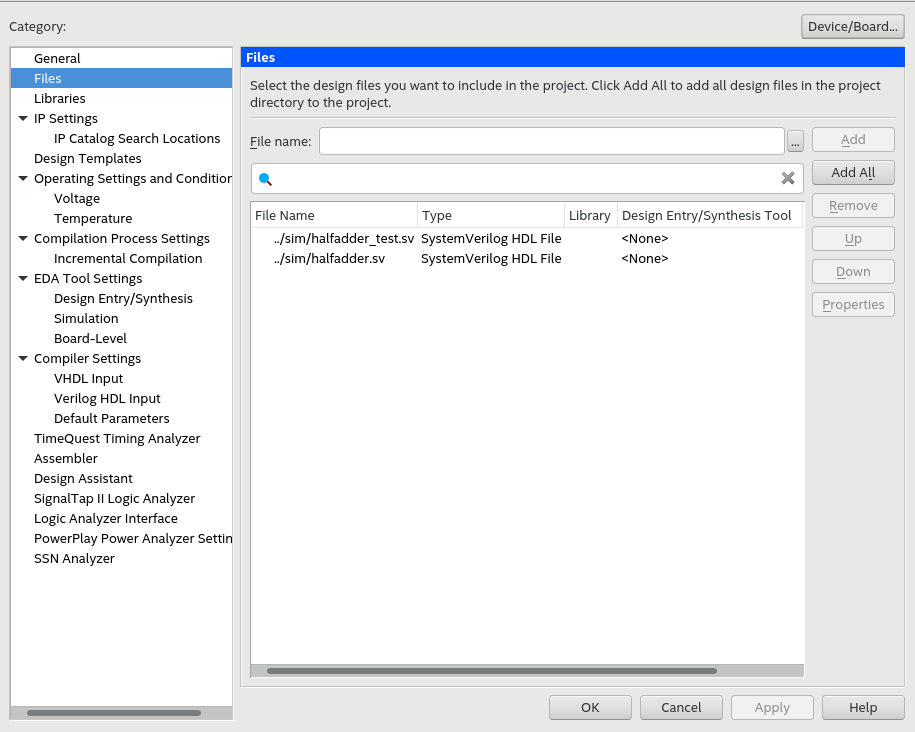 Category:
Device/Board...
General
Files
Libraries
IP Settings
IP Catalog Search Locations
Design Templates
Operating Settings and Condition
Voltage
Temperature
Compilation Process Settings
Incremental Compilation
EDA Tool Settings
Design Entry/Synthesis
Simulation
Board-Level
Compiler Settings
VHDL Input
Verilog HDL Input
Default Parameters
TimeQuest Timing Analyzer
Assembler
Design Assistant
SignalTap II Logic Analyzer
Logic Analyzer Interface
PowerPlay Power Analyzer Settin
SSN Analyzer
Files
Select the design files you want to include in the project. Click Add All to add all design files in the project
directory to the project.
File name:
...
Add
Add All
Remove
Up
Down
Properties
File Name Type Library Design Entry/Synthesis Tool
../sim/halfadder_test.sv SystemVerilog HDL File <None>
../sim/halfadder.sv SystemVerilog HDL File <None>
OK Cancel Apply Help